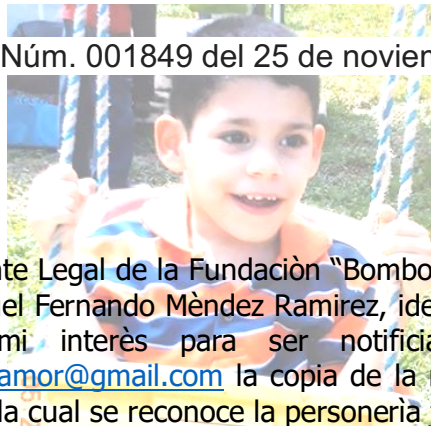 Núm. 001849 del 25 de noviem
te Legal de la Fundaciòn “Bombo
el Fernando Mèndez Ramirez, ide
mi interès para ser notificia
amor@gmail.com la copia de la
la cual se reconoce la personerìa